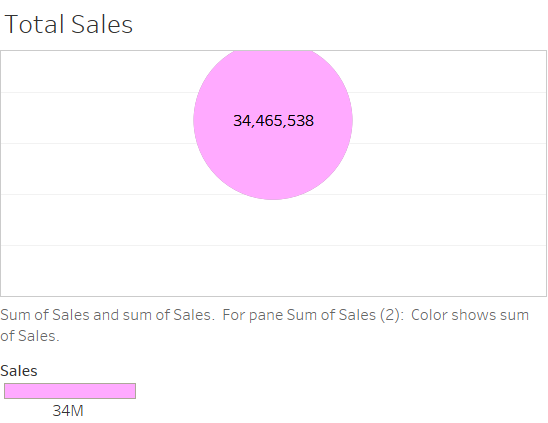 Total Sales
34,465,538
Sum of Sales and sum of Sales.  For pane Sum of Sales (2):  Color shows sum
of Sales.
Sales
34M